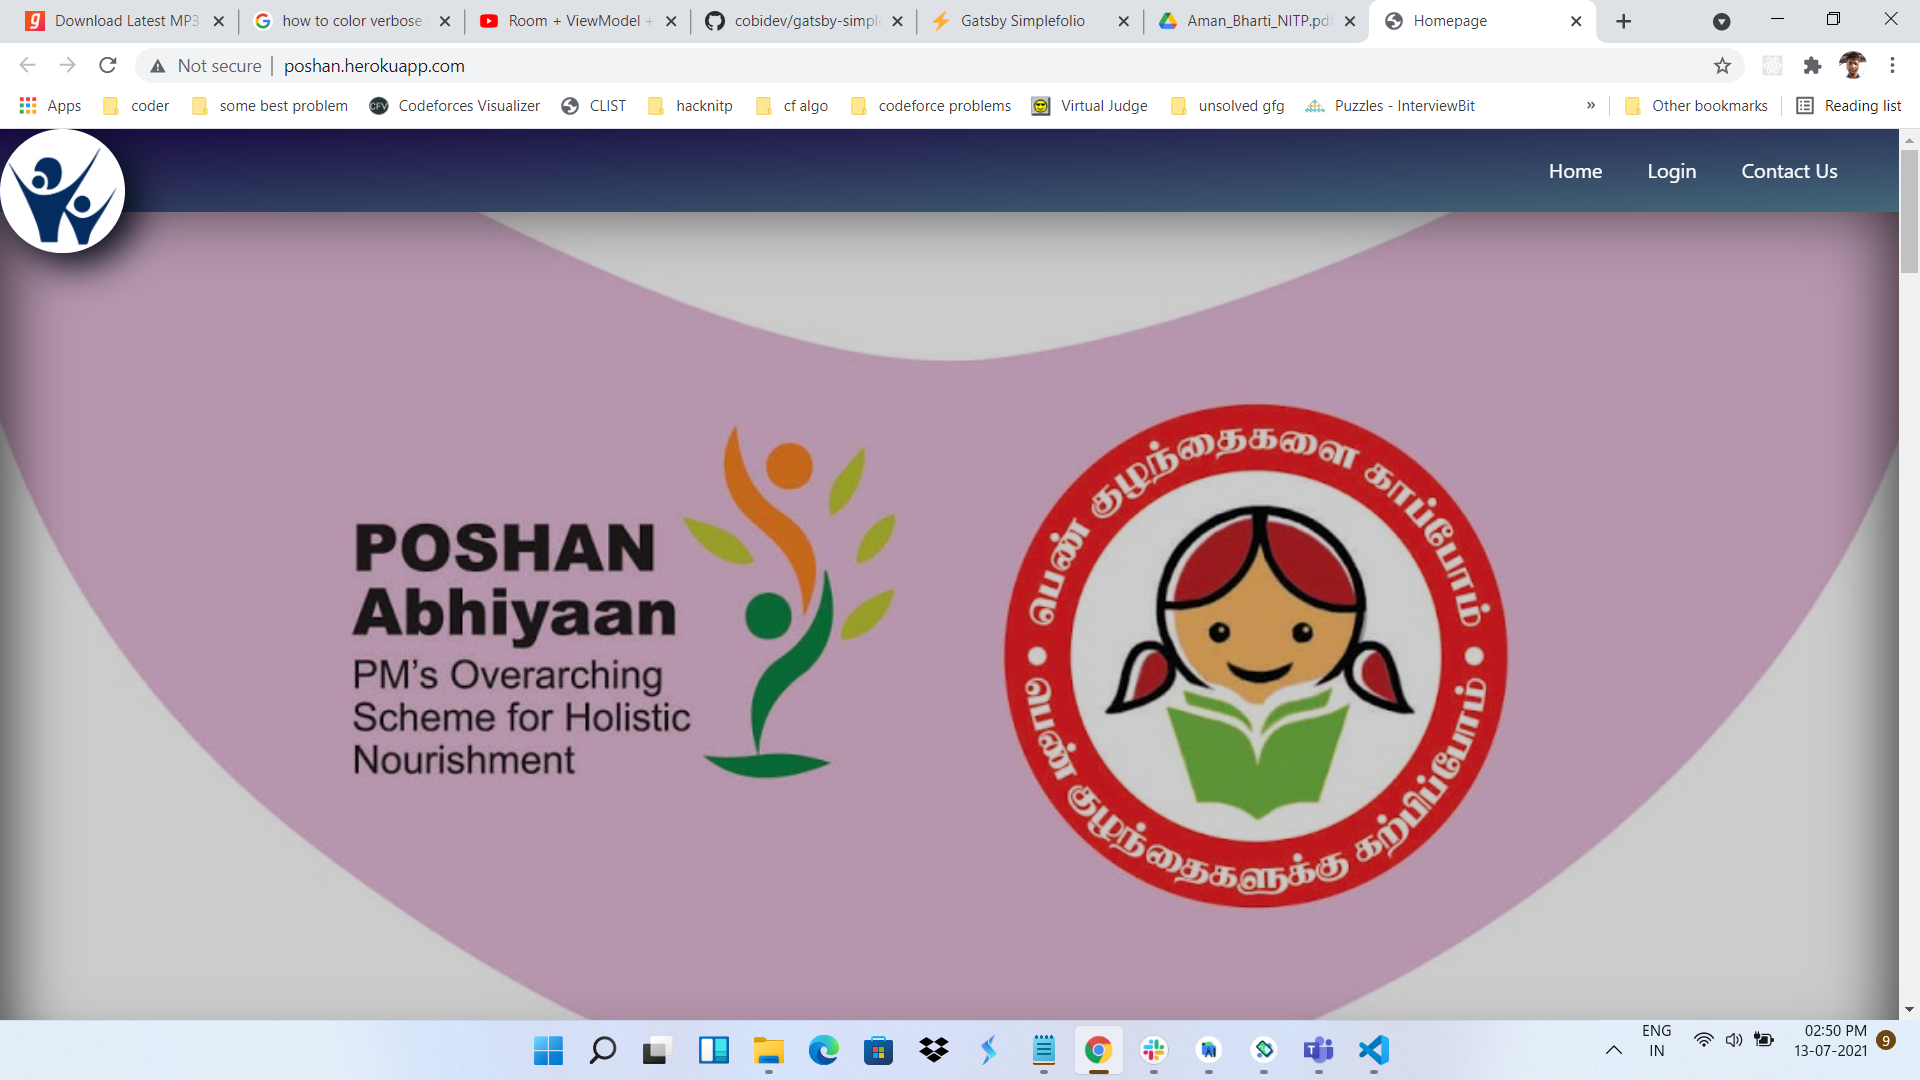 Download Latest MP3
how to color verbose
Room + ViewModel +
cobidev/gatsby-simple
Gatsby Simplefolio
Aman_Bharti_NITP.pdf
Homepage
Not secure
poshan.herokuapp.com
Apps
coder
some best problem
CFV
Codeforces Visualizer
CLIST
hacknitp
cf algo
codeforce problems
Virtual Judge
unsolved gfg
Puzzles - InterviewBit
»
Other bookmarks
Reading list
Home
Login
Contact Us
POSHAN
Abhiyaan
PM's Overarching
Scheme for Holistic
Nourishment
பெண் குழந்தைகளை காப்போம்
பெண் குழந்தைகளுக்கு கற்பிப்போம்
ENG
IN
02:50 PM
13-07-2021
9